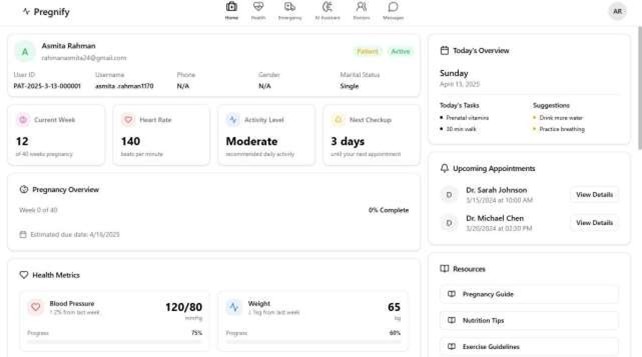 Pregnify
Home
Health
Emergency
AI Assistant
Doctors
Messages
AR
A
Asmita Rahman
rahmanasmita24@gmail.com
Patient
Active
User ID
Username
Phone
Gender
Marital Status
PAT-2025-3-13-000001
asmita .rahman1170
N/A
N/A
Single
Current Week
12
of 40 weeks pregnancy
Heart Rate
140
beats per minute
Activity Level
Moderate
recommended daily activity
Next Checkup
3 days
until your next appointment
Pregnancy Overview
Week 0 of 40
0% Complete
Estimated due date: 4/16/2025
Health Metrics
Blood Pressure
↑ 2% from last week
120/80
mmHg
Progress
75%
Weight
↓ 1kg from last week
65
kg
Progress
60%
Today's Overview
Sunday
April 13, 2025
Today's Tasks
Prenatal vitamins
30 min walk
Suggestions
Drink more water
Practice breathing
Upcoming Appointments
D
Dr. Sarah Johnson
3/15/2024 at 10:00 AM
View Details
D
Dr. Michael Chen
3/20/2024 at 02:30 PM
View Details
Resources
Pregnancy Guide
Nutrition Tips
Exercise Guidelines